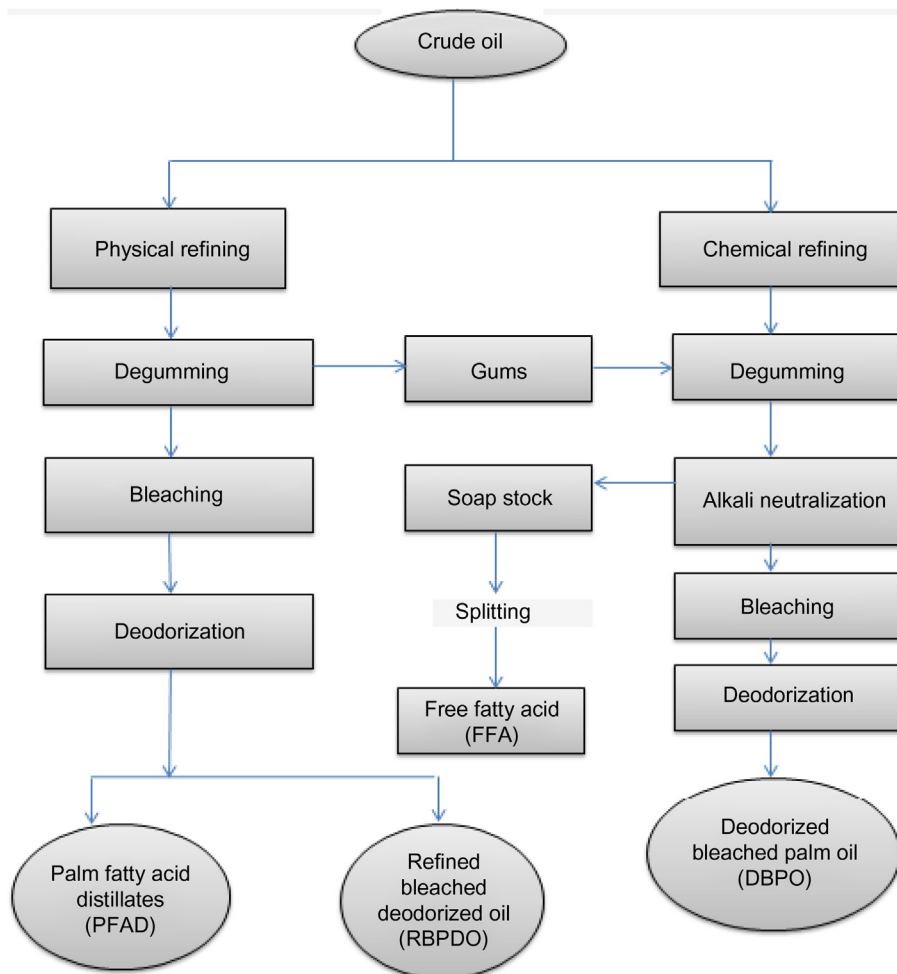 Crude oil
Physical refining
Chemical refining
Degumming
Gums
Degumming
Bleaching
Soap stock
Alkali neutralization
Splitting
Bleaching
Deodorization
Deodorization
Free fatty acid
(FFA)
Palm fatty acid
distillates
(PFAD)
Refined
bleached
deodorized oil
(RBPDO)
Deodorized
bleached palm oil
(DBPO)